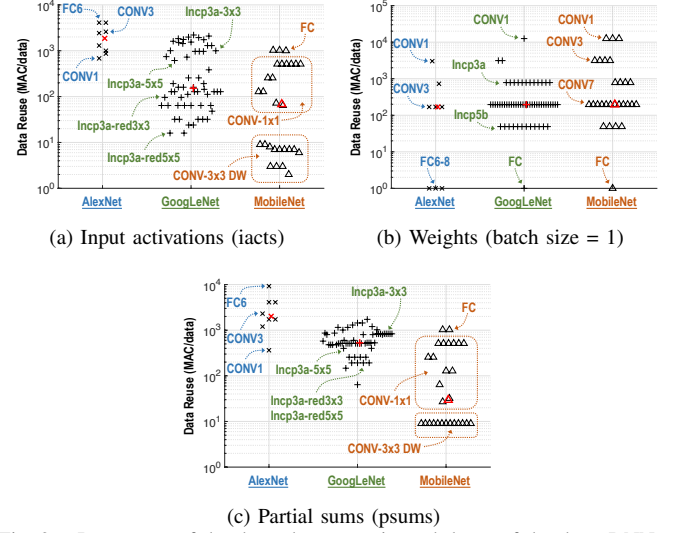 Data Reuse (MAC/data)
10^4
10^3
10^2
10^1
10^0
FC6
CONV3
CONV1
Incp3a-3x3
Incp3a-5x5
Incp3a-red3x3
Incp3a-red5x5
FC
CONV-1x1
CONV-3x3 DW
AlexNet
GoogLeNet
MobileNet
(a) Input activations (iacts)
Data Reuse (MAC/data)
10^5
10^4
10^3
10^2
10^1
10^0
CONV1
CONV3
FC6-8
CONV1
Incp3a
Incp5b
FC
CONV1
CONV3
CONV7
FC
AlexNet
GoogLeNet
MobileNet
(b) Weights (batch size = 1)
Data Reuse (MAC/data)
10^4
10^3
10^2
10^1
10^0
FC6
CONV3
CONV1
Incp3a-3x3
Incp3a-5x5
Incp3a-red3x3
Incp3a-red5x5
FC
CONV-1x1
CONV-3x3 DW
AlexNet
GoogLeNet
MobileNet
(c) Partial sums (psums)